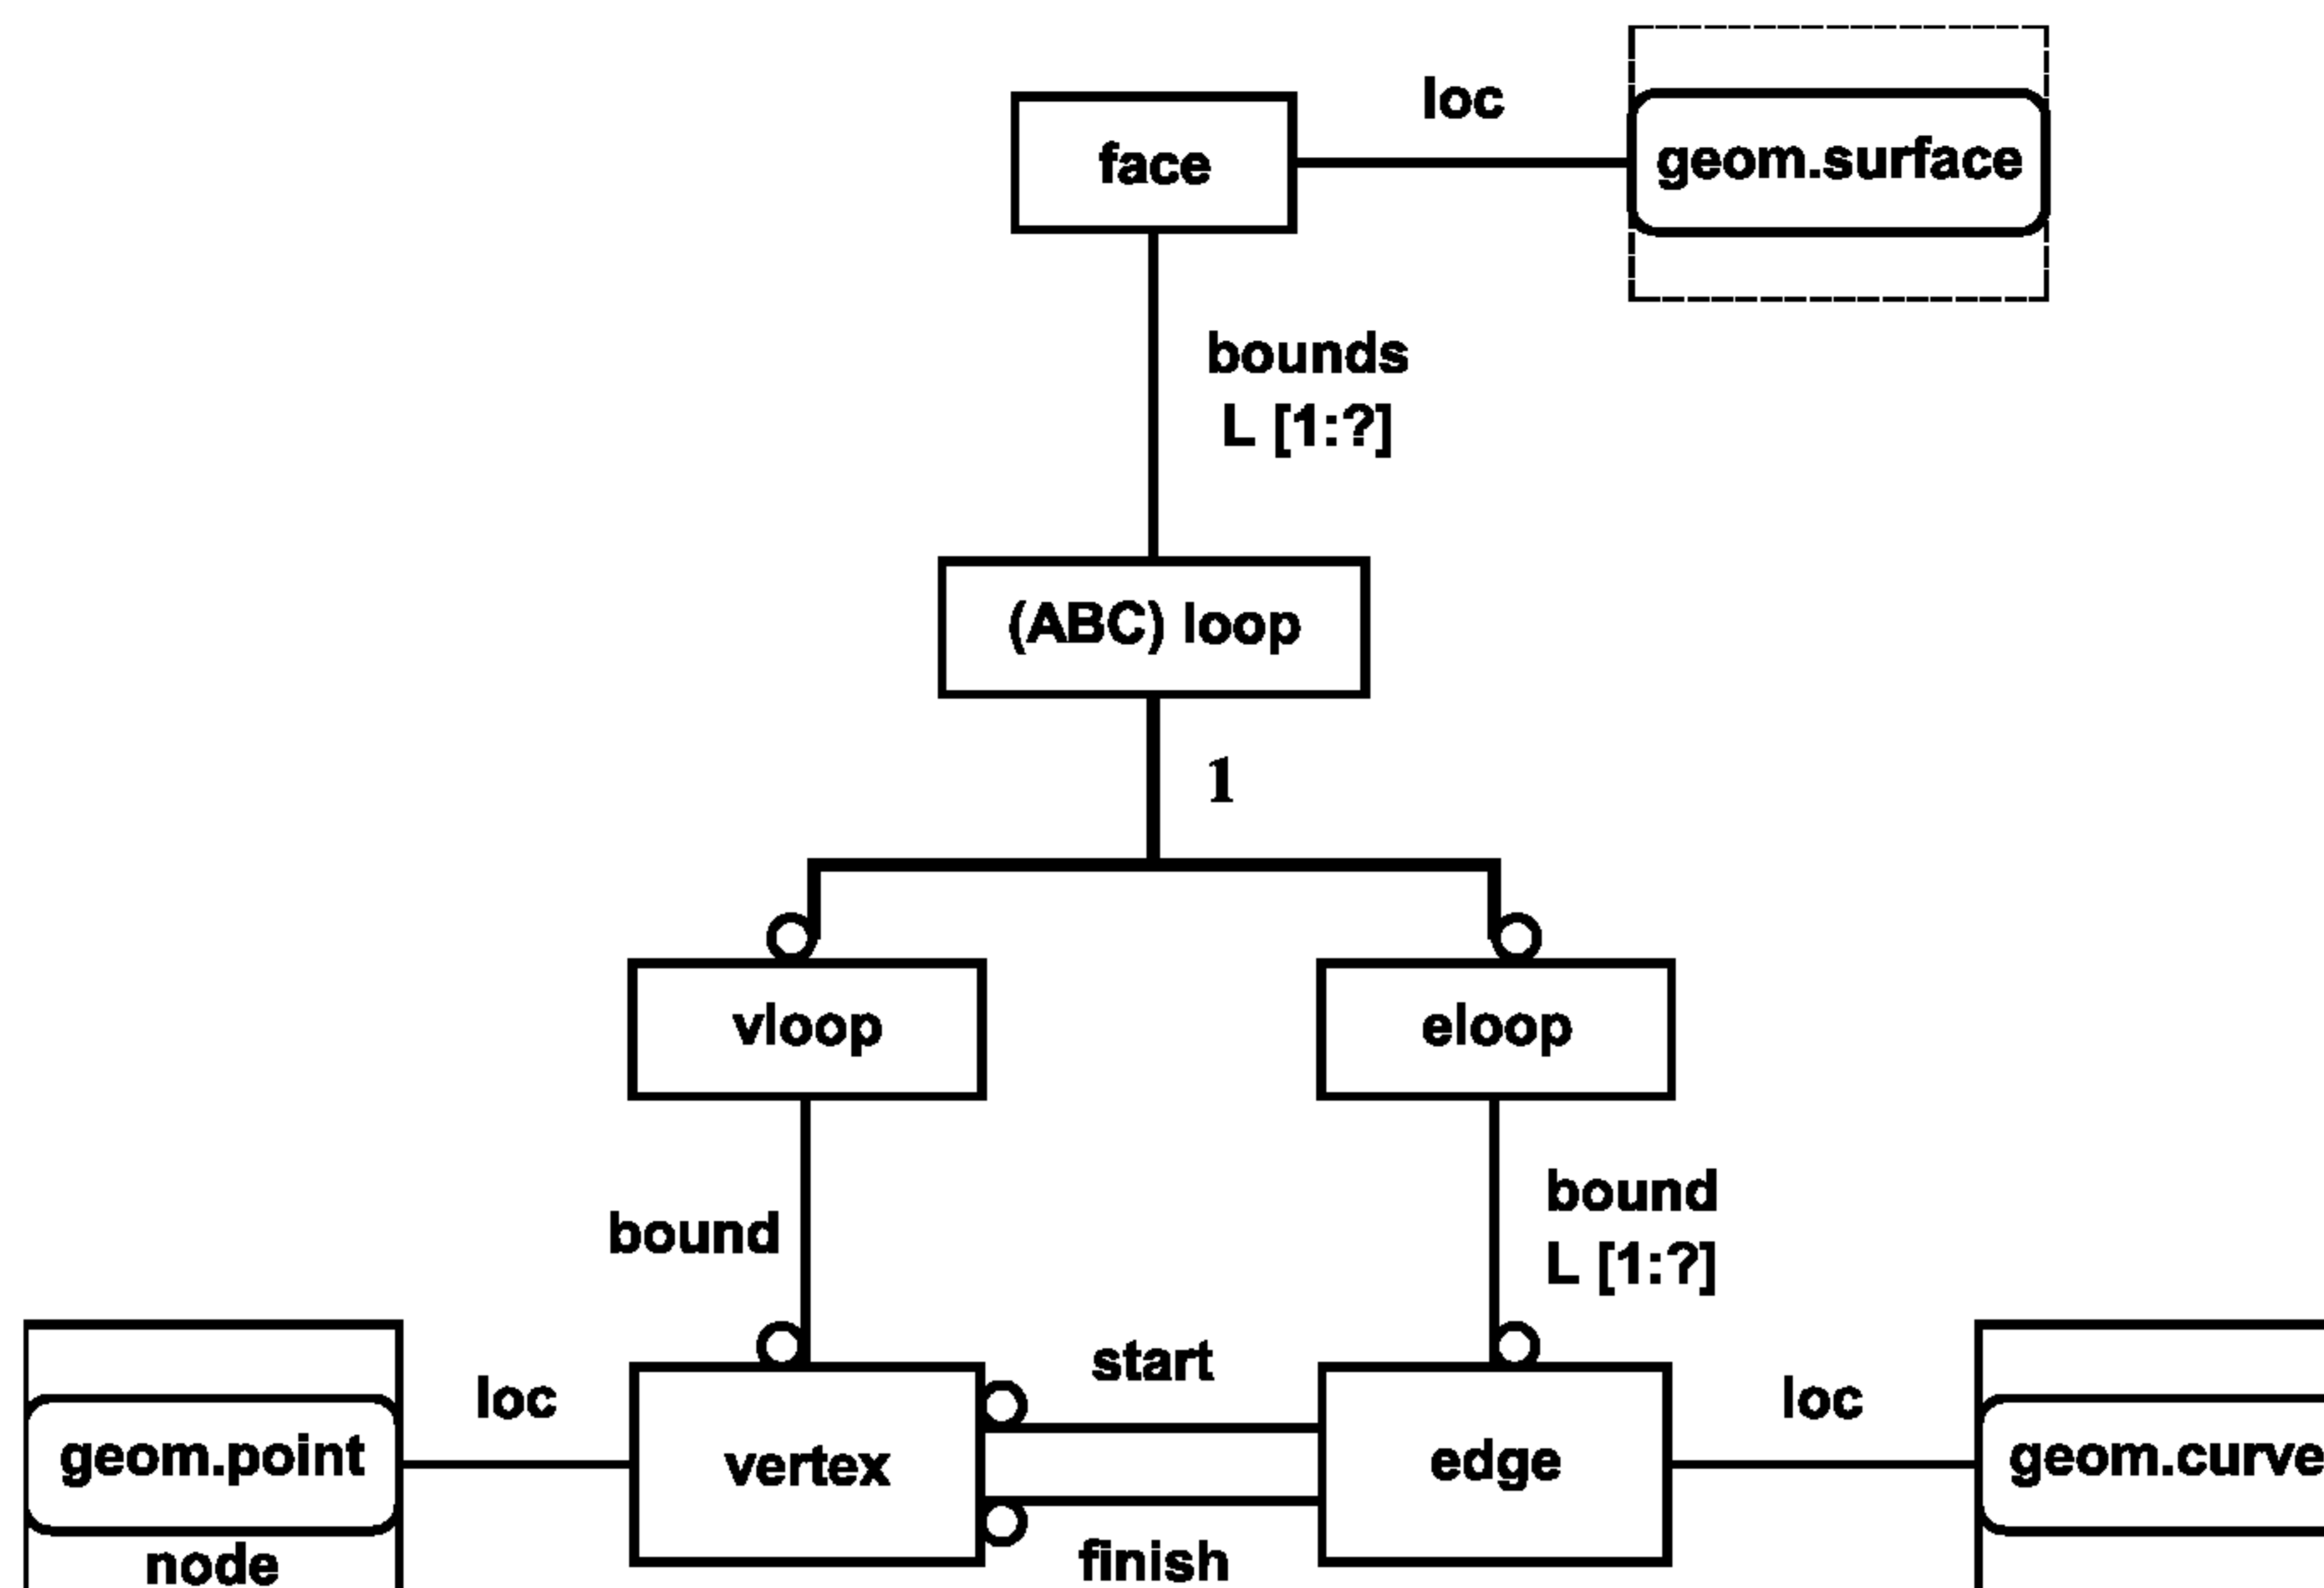 loc
face
geom.surface
bounds
L [1:?]
(ABC) loop
1
vloop
eloop
bound
bound
L [1:?]
start
loc
loc
geom.point
vertex
edge
geom.curve
finish
node